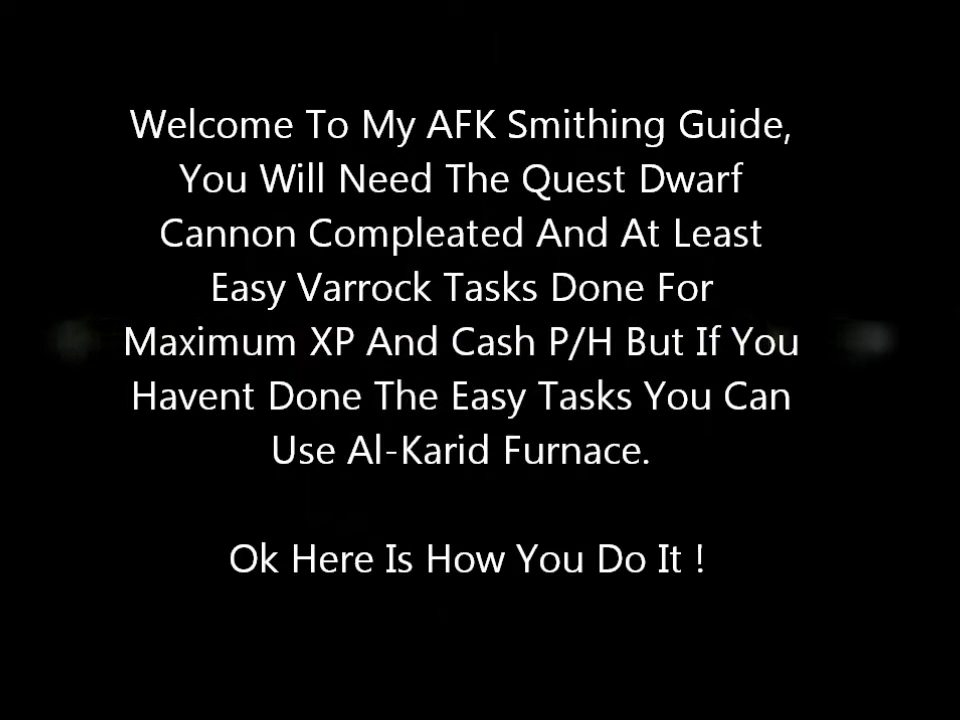 Welcome To My AFK Smithing Guide,
You Will Need The Quest Dwarf
Cannon Compleated And At Least
Easy Varrock Tasks Done For
Maximum XP And Cash P/H But If You
Havent Done The Easy Tasks You Can
Use Al-Karid Furnace.
Ok Here Is How You Do It !